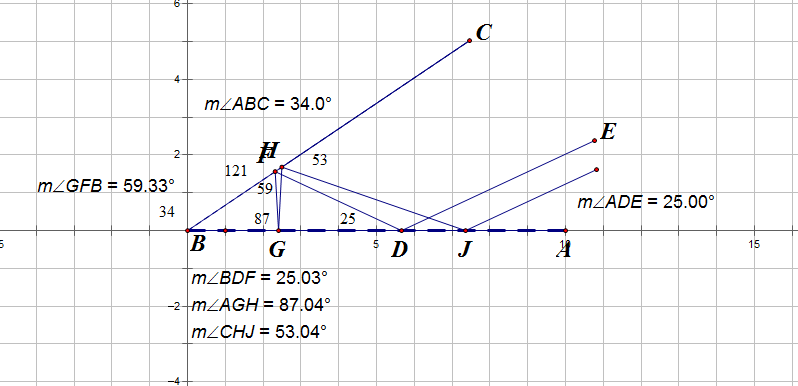 6
C
m∠ABC = 34.0°
4
E
H
F
2
53
121
m∠GFB = 59.33°
59
m∠ADE = 25.00°
34
87
25
B
G
5
D
J
10
A
15
m∠BDF = 25.03°
−2
m∠AGH = 87.04°
m∠CHJ = 53.04°
−4